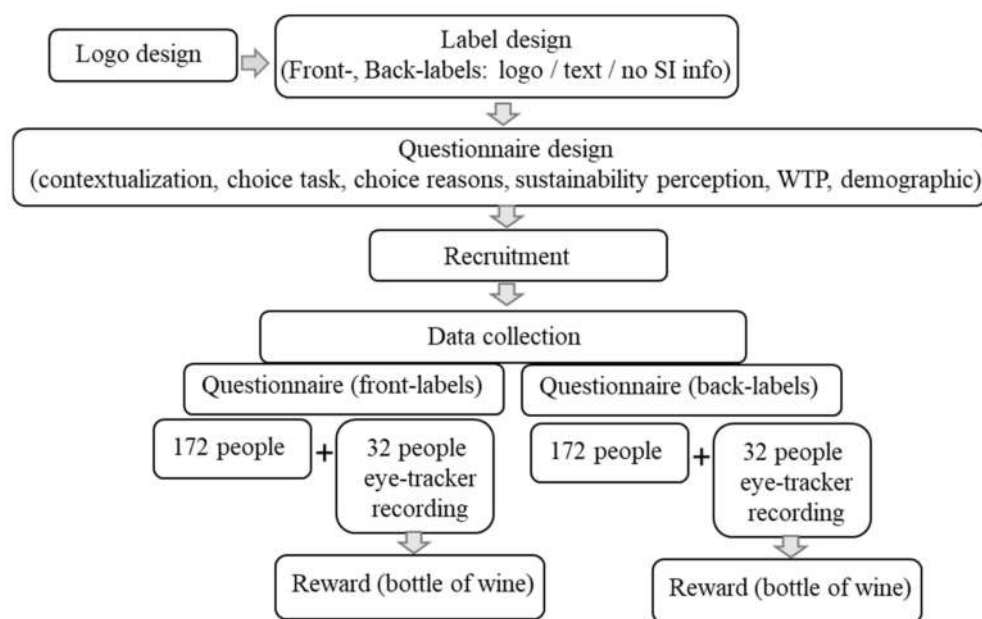 Logo design
Label design
(Front-, Back-labels: logo / text / no SI info)
Questionnaire design
(contextualization, choice task, choice reasons, sustainability perception, WTP, demographic)
Recruitment
Data collection
Questionnaire (front-labels)
Questionnaire (back-labels)
172 people
+
32 people
eye-tracker
recording
172 people
+
32 people
eye-tracker
recording
Reward (bottle of wine)
Reward (bottle of wine)